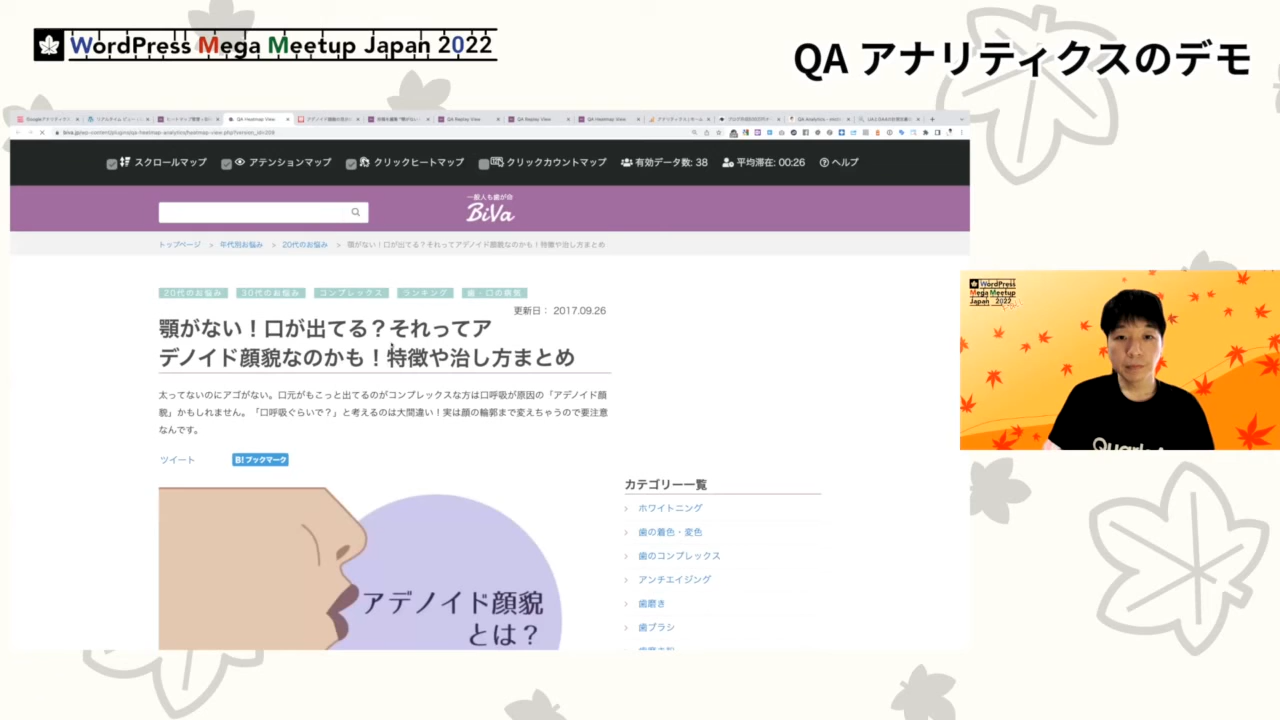 WordPress Mega Meetup Japan 2022
QA アナリティクスのデモ
QA Heatmap View
QA Replay View
QA Replay View
QA Heatmap View
スクロールマップ
アテンションマップ
クリックヒートマップ
クリックカウントマップ
有効データ数: 38
平均滞在: 00:26
ヘルプ
一般人も歯が命
BiVa
トップページ > 年代別お悩み > 20代のお悩み > 顎がない！口が出てる？それってアデノイド顔貌なのかも！特徴や治し方まとめ
20代のお悩み
30代のお悩み
コンプレックス
ランキング
歯・口の病気
更新日： 2017.09.26
顎がない！口が出てる？それってア
デノイド顔貌なのかも！特徴や治し方まとめ
太ってないのにアゴがない。口元がもこっと出てるのがコンプレックスな方は口呼吸が原因の「アデノイド顔
貌」かもしれません。「口呼吸ぐらいで？」と考えるのは大間違い！実は顔の輪郭まで変えちゃうので要注意
なんです。
ツイート
B! ブックマーク
アデノイド顔貌
とは？
カテゴリー一覧
ホワイトニング
歯の着色・変色
歯のコンプレックス
アンチエイジング
歯磨き
歯ブラシ
WordPress
Mega Meetup
Japan 2022